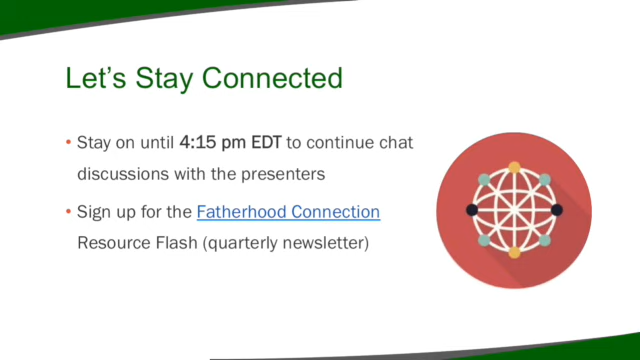 Let's Stay Connected
• Stay on until 4:15 pm EDT to continue chat
discussions with the presenters
• Sign up for the Fatherhood Connection
Resource Flash (quarterly newsletter)